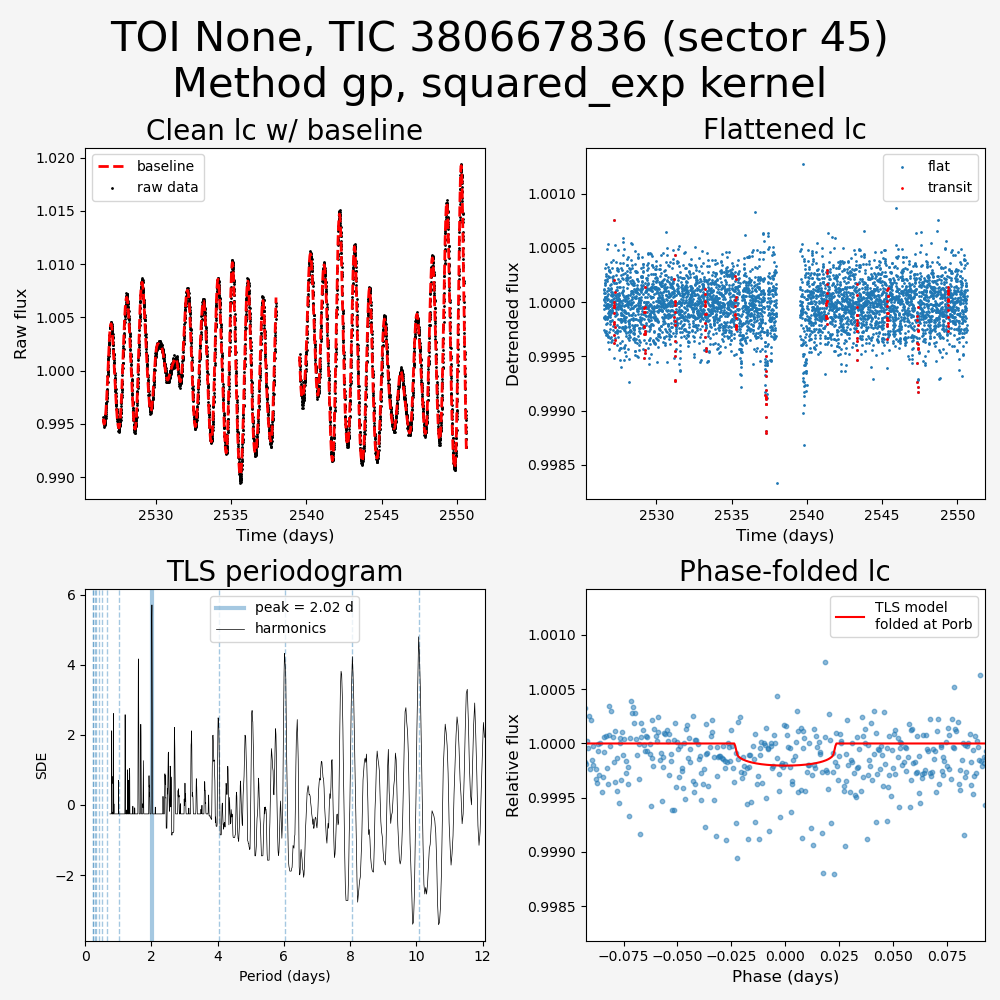 TOI None, TIC 380667836 (sector 45)
Method gp, squared_exp kernel
Clean lc w/ baseline
baseline
raw data
1.020
1.015
1.010
1.005
1.000
0.995
0.990
Raw flux
2530
2535
2540
2545
2550
Time (days)
Flattened lc
flat
transit
1.0010
1.0005
1.0000
0.9995
0.9990
0.9985
Detrended flux
2530
2535
2540
2545
2550
Time (days)
TLS periodogram
peak = 2.02 d
harmonics
6
4
2
0
−2
SDE
0
2
4
6
8
10
12
Period (days)
Phase-folded lc
TLS model
folded at Porb
1.0010
1.0005
1.0000
0.9995
0.9990
0.9985
Relative flux
−0.075
−0.050
−0.025
0.000
0.025
0.050
0.075
Phase (days)